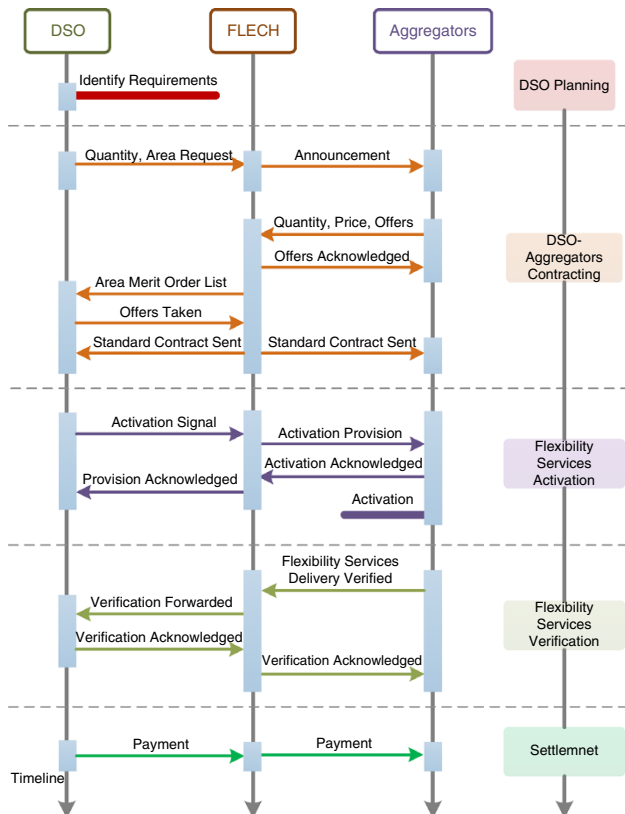 DSO
FLECH
Aggregators
Identify Requirements
DSO Planning
Quantity, Area Request
Announcement
Quantity, Price, Offers
Offers Acknowledged
DSO-
Aggregators
Contracting
Area Merit Order List
Offers Taken
Standard Contract Sent
Standard Contract Sent
Activation Signal
Activation Provision
Activation Acknowledged
Provision Acknowledged
Activation
Flexibility
Services
Activation
Flexibility Services
Delivery Verified
Verification Forwarded
Verification Acknowledged
Verification Acknowledged
Flexibility
Services
Verification
Payment
Payment
Settlemnet
Timeline